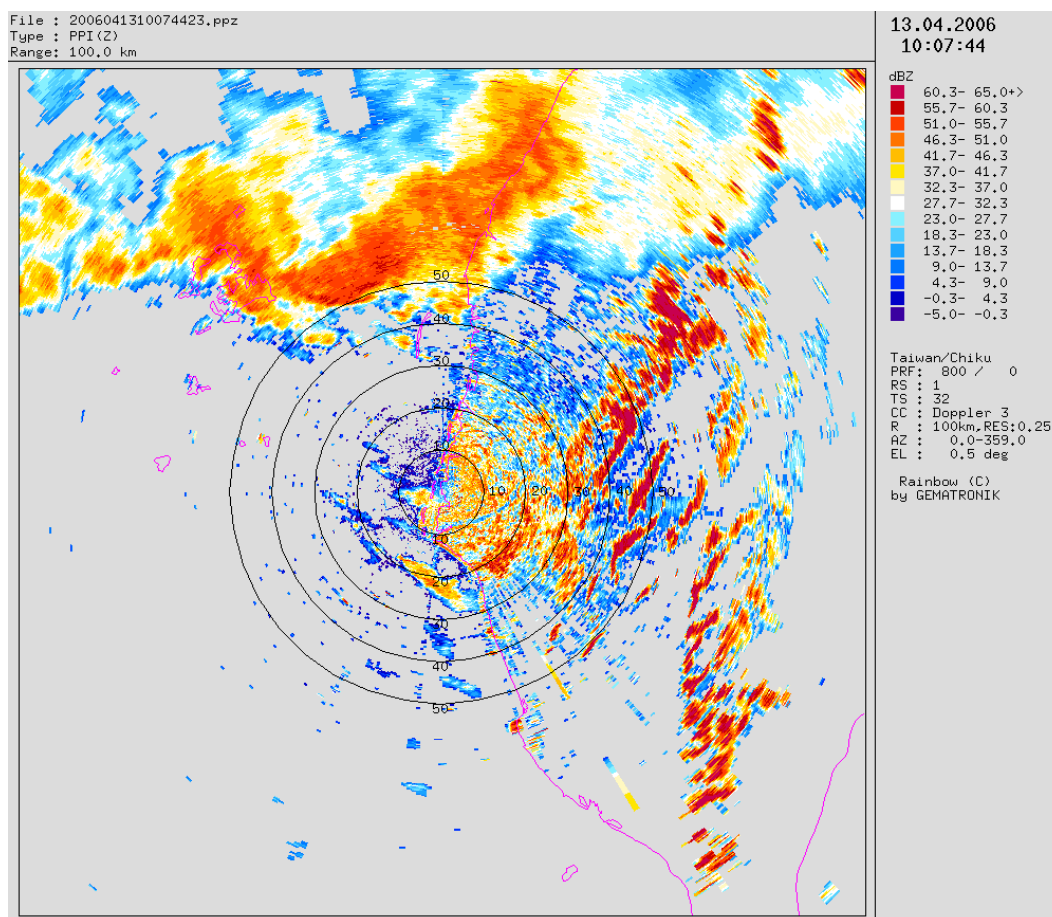 File : 2006041310074423.ppz
Type : PPI(Z)
Range: 100.0 km
13.04.2006
10:07:44
dBZ
60.3- 65.0+>
55.7- 60.3
51.0- 55.7
46.3- 51.0
41.7- 46.3
37.0- 41.7
32.3- 37.0
27.7- 32.3
23.0- 27.7
18.3- 23.0
13.7- 18.3
9.0- 13.7
4.3- 9.0
-0.3- 4.3
-5.0- -0.3
Taiwan/Chiku
PRF: 800 / 0
RS : 1
TS : 32
CC : Doppler 3
R : 100km,RES:0.25
AZ : 0.0-359.0
EL : 0.5 deg
Rainbow (C)
by GEMATRONIK
50
40
30
20
10
10 20 30 40 50
10
20
30
40
50